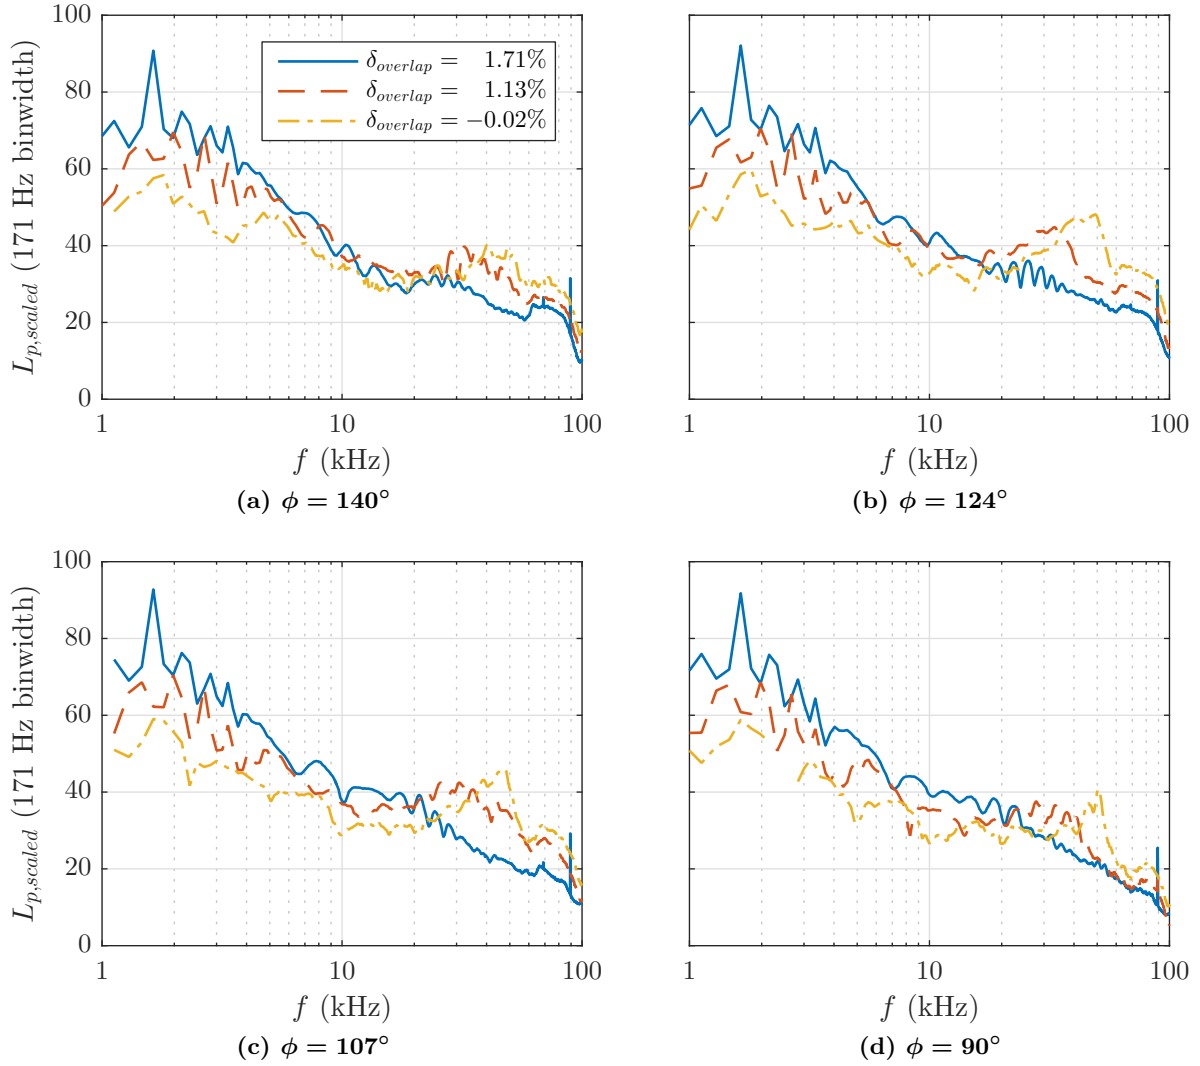 100
80
60
40
20
0
L_{p,scaled} (171 Hz binwidth)
δ_{overlap} = 1.71%
δ_{overlap} = 1.13%
δ_{overlap} = −0.02%
1 10 100
f (kHz)
(a) ϕ = 140°
1 10 100
f (kHz)
(b) ϕ = 124°
100
80
60
40
20
0
L_{p,scaled} (171 Hz binwidth)
1 10 100
f (kHz)
(c) ϕ = 107°
1 10 100
f (kHz)
(d) ϕ = 90°